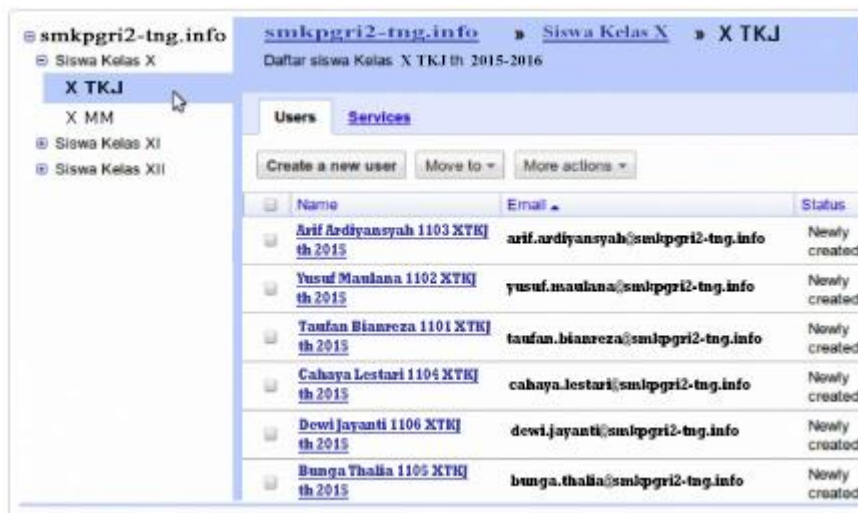 smkpgri2-tng.info
Siswa Kelas X
X TKJ
X MM
Siswa Kelas XI
Siswa Kelas XII
smkpgri2-tng.info » Siswa Kelas X » X TKJ
Daftar siswa Kelas X TKJ th 2015-2016
Users Services
Create a new user Move to More actions
Name Email Status
Arif Ardiyansyah 1103 XTKJ
th 2015
arif.ardiyansyah@smkpgri2-tng.info
Newly
created
Yusuf Maulana 1102 XTKJ
th 2015
yusuf.maulana@smkpgri2-tng.info
Newly
created
Taufan Bianreza 1101 XTKJ
th 2015
taufan.bianreza@smkpgri2-tng.info
Newly
created
Cahaya Lestari 1104 XTKJ
th 2015
cahaya.lestari@smkpgri2-tng.info
Newly
created
Dewi Jayanti 1106 XTKJ
th 2015
dewi.jayanti@smkpgri2-tng.info
Newly
created
Bunga Thalia 1105 XTKJ
th 2015
bunga.thalia@smkpgri2-tng.info
Newly
created